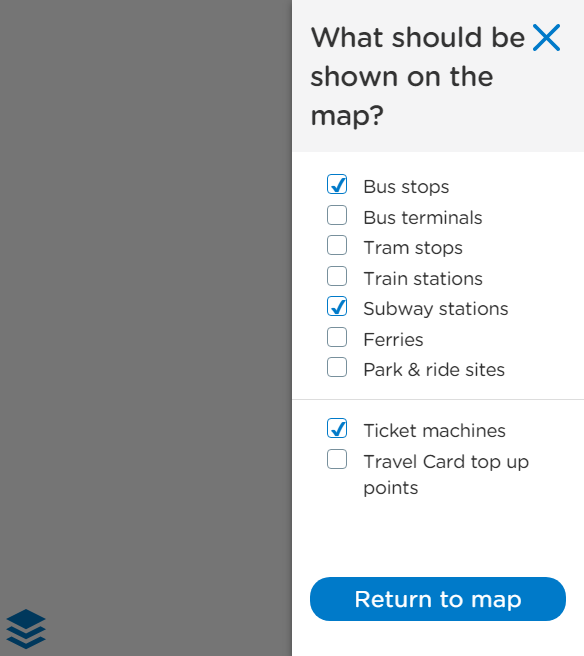 What should be
shown on the
map?
Bus stops
Bus terminals
Tram stops
Train stations
Subway stations
Ferries
Park & ride sites
Ticket machines
Travel Card top up
points
Return to map